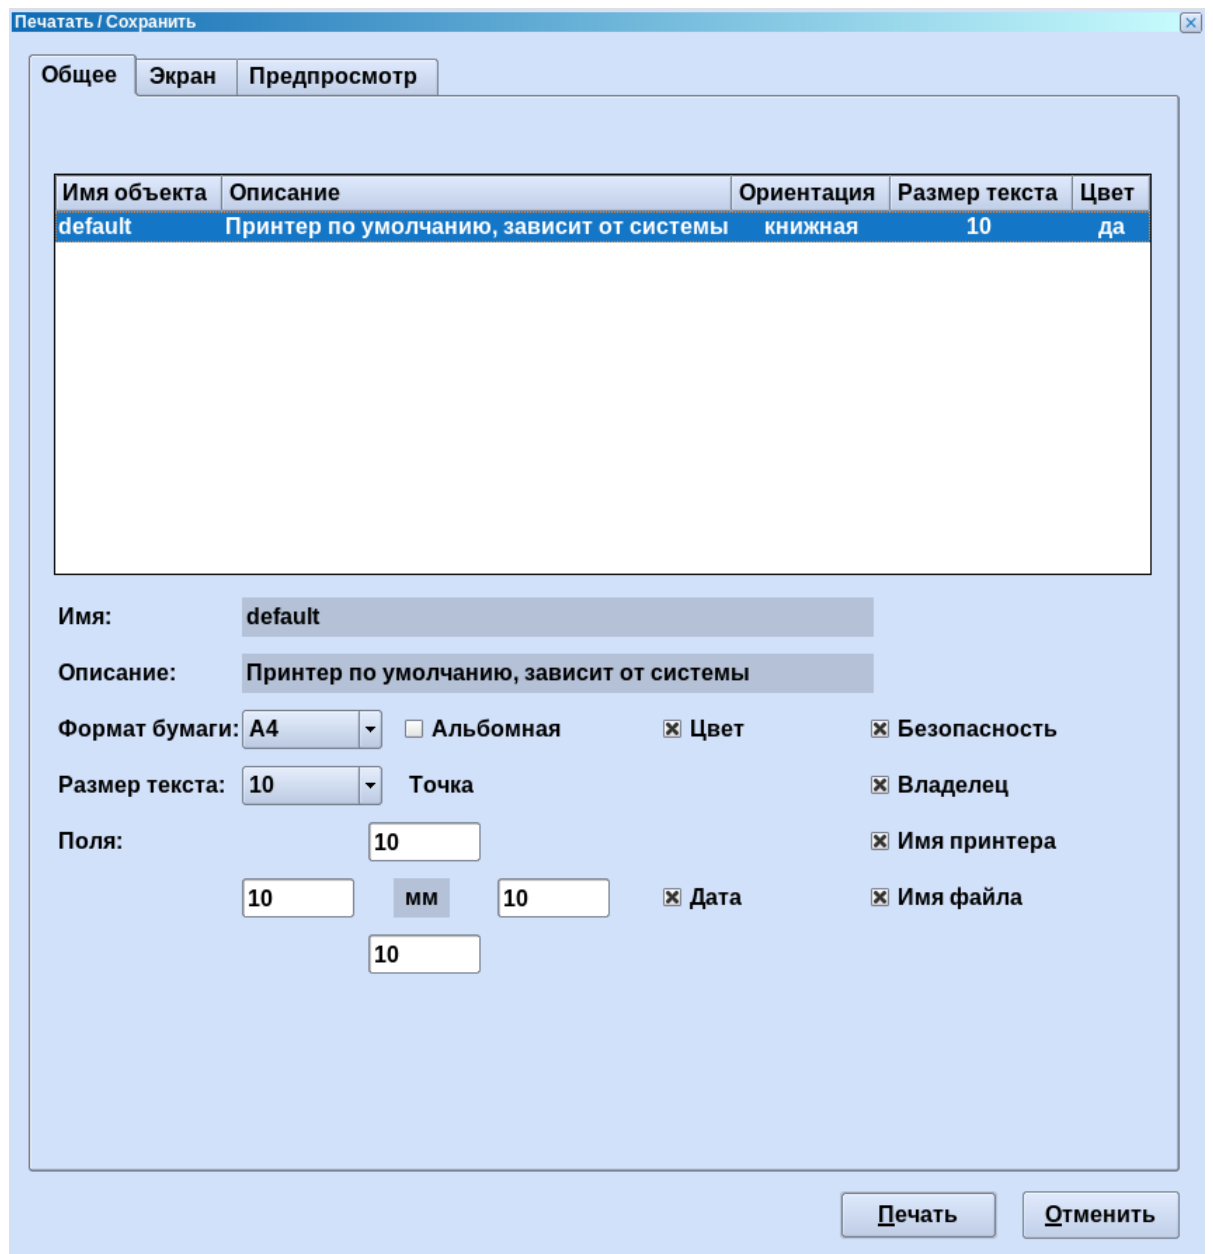 Печатать / Сохранить
Общее Экран Предпросмотр
Имя объекта Описание Ориентация Размер текста Цвет
default Принтер по умолчанию, зависит от системы книжная 10 да
Имя: default
Описание: Принтер по умолчанию, зависит от системы
Формат бумаги: A4 Альбомная Цвет Безопасность
Размер текста: 10 Точка Владелец
Поля: 10 Имя принтера
10 мм 10 Дата Имя файла
10
Печать Отменить